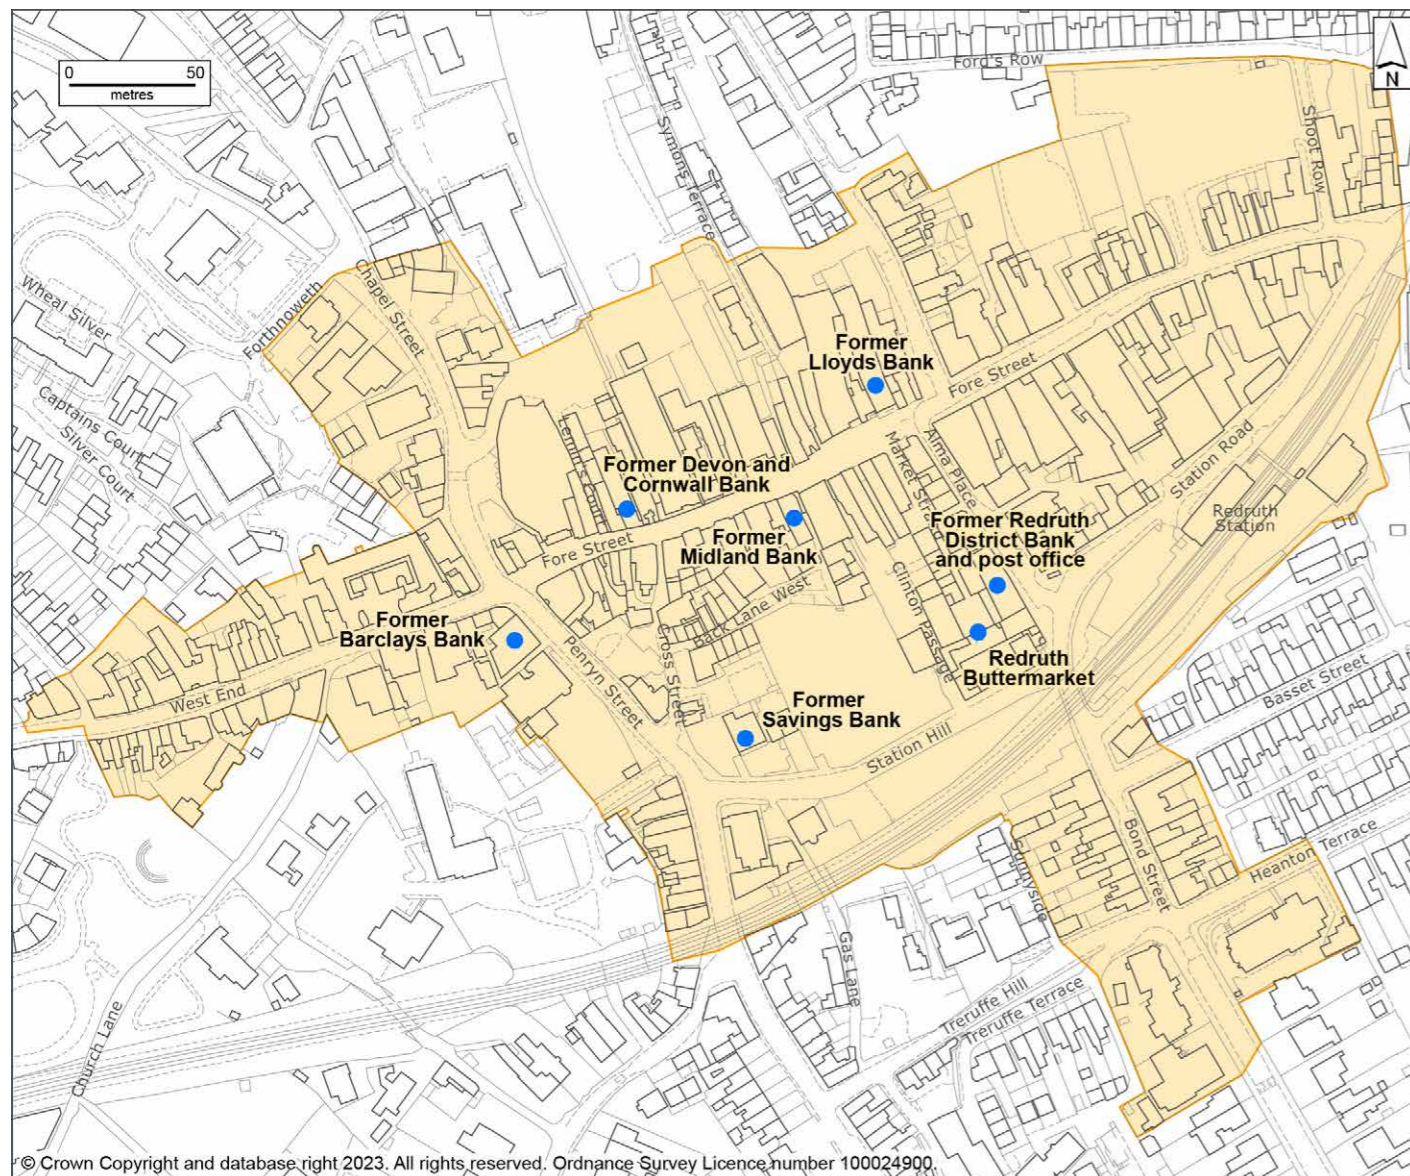 0 50
metres
N
Ford's Row
Shoot Row
Symons Terrace
Chapel Street
Forthnoweth
Wheal Silver
Captains Court
Silver Court
Former
Lloyds Bank
Fore Street
Alma Place
Market Strand
Lemin's Court
Former Devon and
Cornwall Bank
Fore Street
Former
Midland Bank
Station Road
Redruth
Station
Former Redruth
District Bank
and post office
Clinton Passage
Back Lane West
Cross Street
Penryn Street
Former
Barclays Bank
West End
Redruth
Buttermarket
Former
Savings Bank
Station Hill
Basset Street
Heanton Terrace
Bond Street
Sunnyside
Gas Lane
Treruffe Hill
Treruffe Terrace
Church Lane
© Crown Copyright and database right 2023. All rights reserved. Ordnance Survey Licence number 100024900.